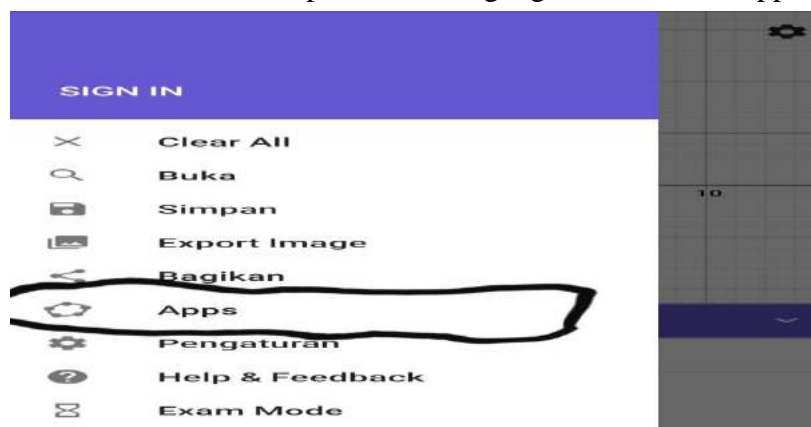 SIGN IN
Clear All
Buka
Simpan
Export Image
Bagikan
Apps
Pengaturan
Help & Feedback
Exam Mode
10